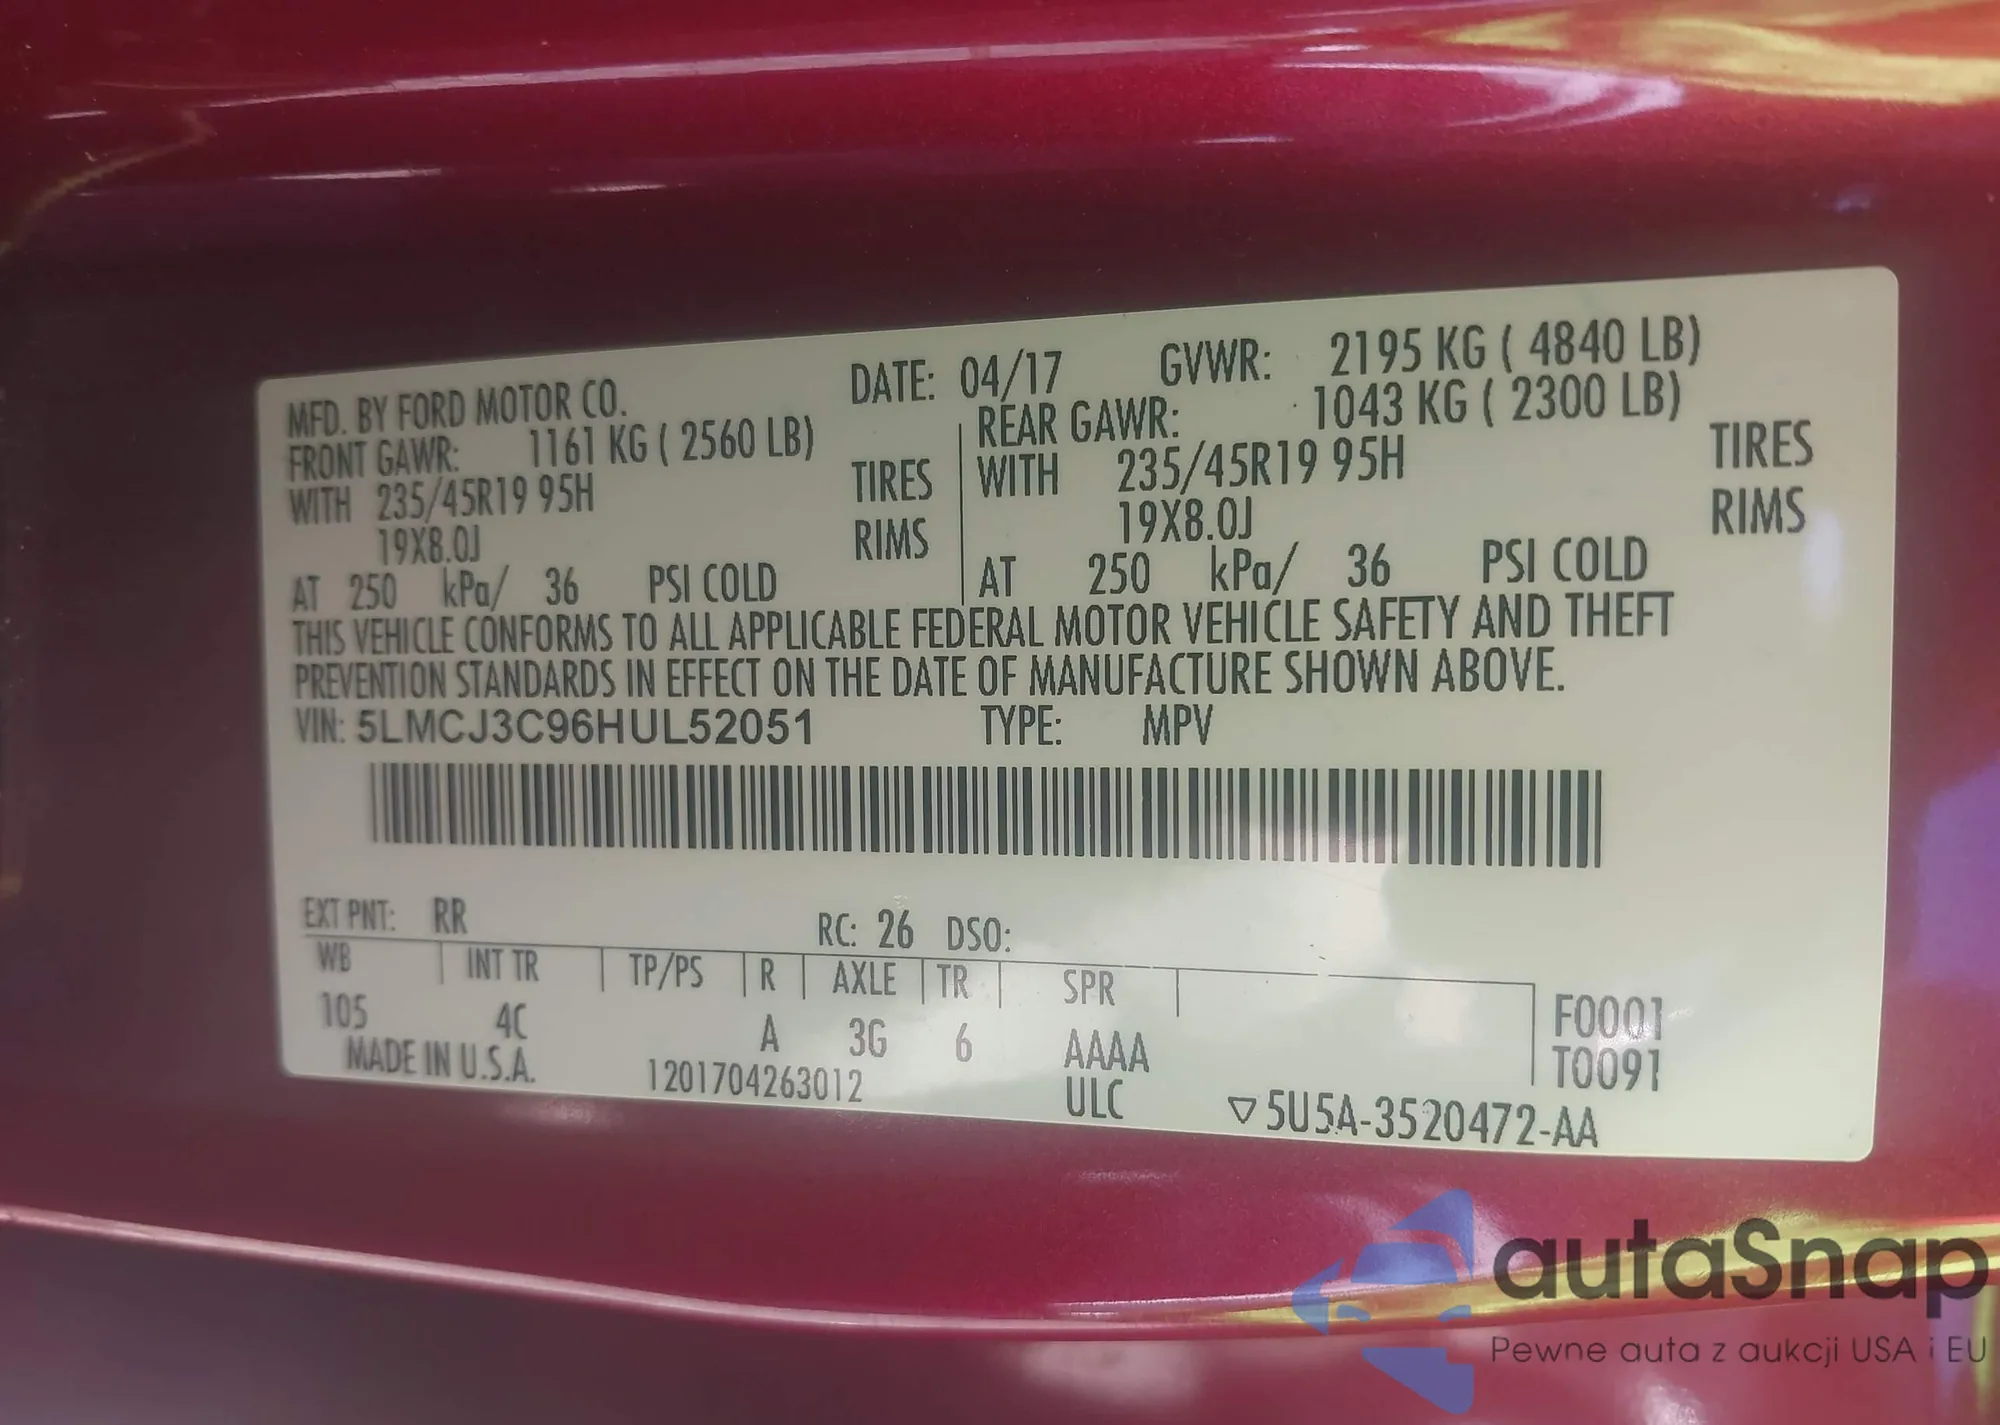 MFD. BY FORD MOTOR CO. DATE: 04/17 GVWR: 2195 KG ( 4840 LB)
FRONT GAWR: 1161 KG ( 2560 LB) REAR GAWR: 1043 KG ( 2300 LB)
WITH 235/45R19 95H TIRES WITH 235/45R19 95H TIRES
19X8.0J RIMS 19X8.0J RIMS
AT 250 kPa/ 36 PSI COLD AT 250 kPa/ 36 PSI COLD
THIS VEHICLE CONFORMS TO ALL APPLICABLE FEDERAL MOTOR VEHICLE SAFETY AND THEFT
PREVENTION STANDARDS IN EFFECT ON THE DATE OF MANUFACTURE SHOWN ABOVE.
VIN: 5LMCJ3C96HUL52051 TYPE: MPV
EXT PNT: RR RC: 26 DSO:
WB INT TR TP/PS R AXLE TR SPR
105 4C A 3G 6 AAAA F0001
T0091
MADE IN U.S.A. 1201704263012 ULC ▽5U5A-3520472-AA
autaSnap
Pewne auta z aukcji USA i EU